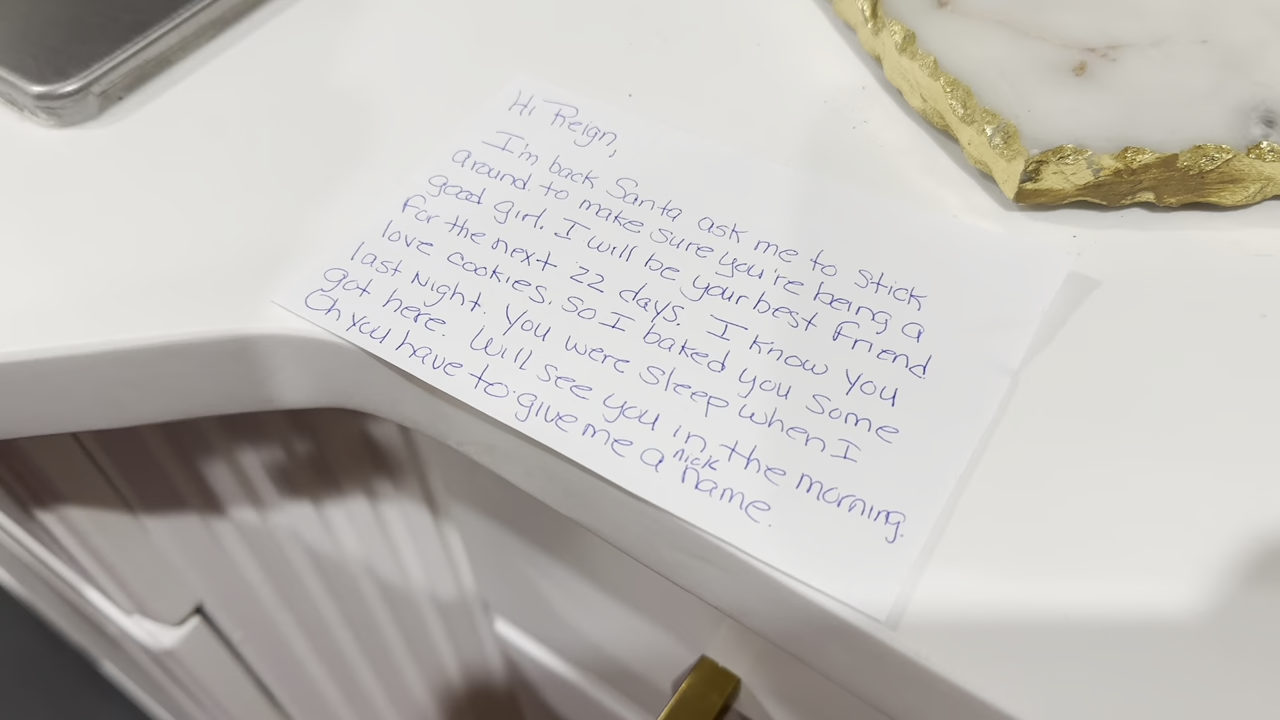 Hi Reign,
I'm back Santa ask me to stick
around to make sure you're being a
good girl. I will be your best friend
for the next 22 days. I know you
love cookies, so I baked you some
last Night. You were sleep when I
got here. Will see you in the morning.
Oh you have to give me a nick name.